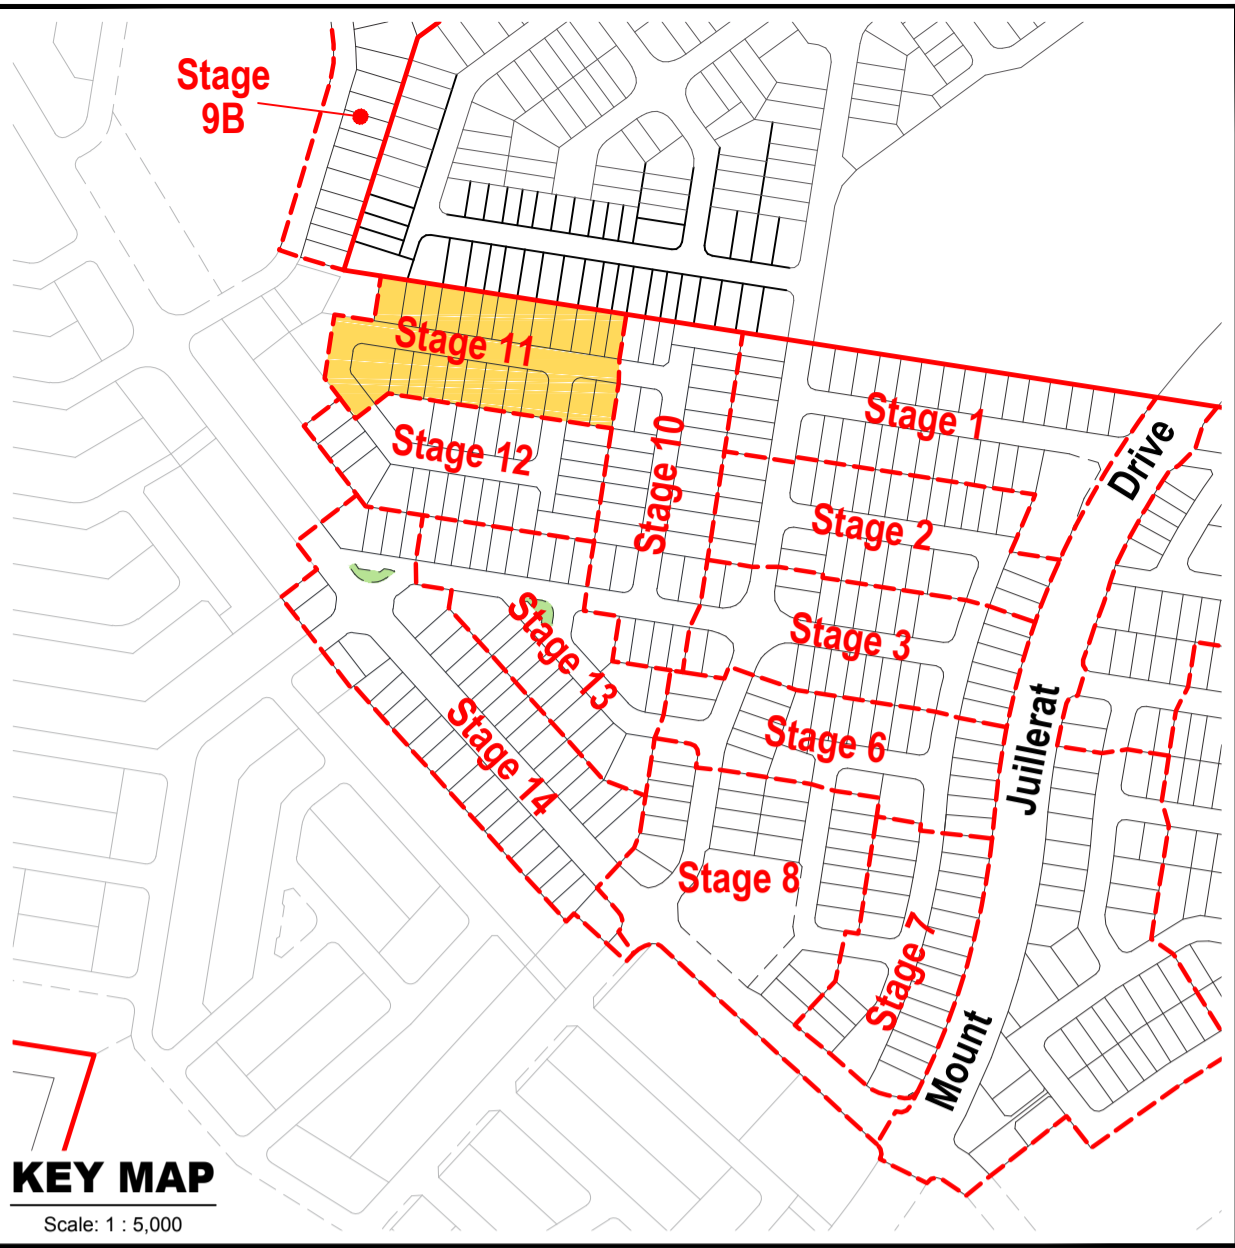 Stage
9B
Stage 11
Stage 1
Stage 12
Stage 10
Stage 2
Stage 3
Stage 13
Stage 6
Stage 14
Stage 8
Stage 7
Mount Juillerat Drive
KEY MAP
Scale: 1 : 5,000